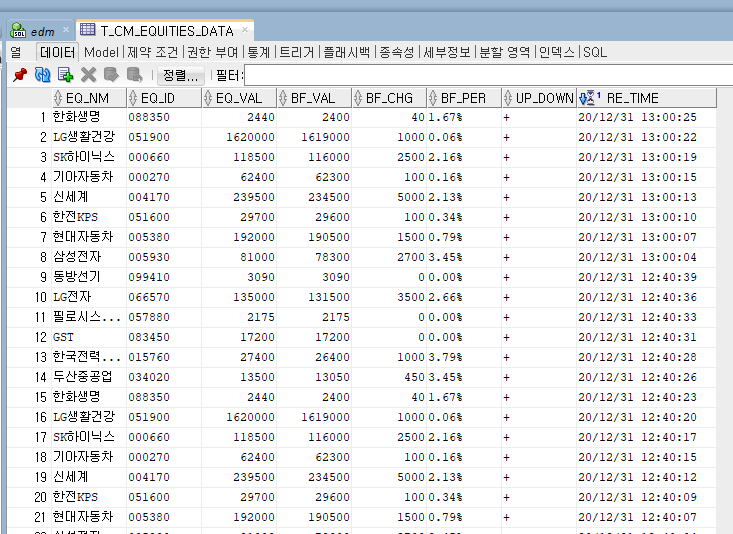 edm T_CM_EQUITIES_DATA
열 데이터 Model 제약 조건 권한 부여 통계 트리거 플래시백 종속성 세부정보 분할 영역 인덱스 SQL
정렬... 필터:
EQ_NM EQ_ID EQ_VAL BF_VAL BF_CHG BF_PER UP_DOWN 1 RE_TIME
1 한화생명 088350 2440 2400 40 1.67% + 20/12/31 13:00:25
2 LG생활건강 051900 1620000 1619000 1000 0.06% + 20/12/31 13:00:22
3 SK하이닉스 000660 118500 116000 2500 2.16% + 20/12/31 13:00:19
4 기아자동차 000270 62400 62300 100 0.16% + 20/12/31 13:00:15
5 신세계 004170 239500 234500 5000 2.13% + 20/12/31 13:00:13
6 한전KPS 051600 29700 29600 100 0.34% + 20/12/31 13:00:10
7 현대자동차 005380 192000 190500 1500 0.79% + 20/12/31 13:00:07
8 삼성전자 005930 81000 78300 2700 3.45% + 20/12/31 13:00:04
9 동방선기 099410 3090 3090 0 0.00% + 20/12/31 12:40:39
10 LG전자 066570 135000 131500 3500 2.66% + 20/12/31 12:40:36
11 필로시스... 057880 2175 2175 0 0.00% + 20/12/31 12:40:33
12 GST 083450 17200 17200 0 0.00% + 20/12/31 12:40:31
13 한국전력... 015760 27400 26400 1000 3.79% + 20/12/31 12:40:28
14 두산중공업 034020 13500 13050 450 3.45% + 20/12/31 12:40:26
15 한화생명 088350 2440 2400 40 1.67% + 20/12/31 12:40:23
16 LG생활건강 051900 1620000 1619000 1000 0.06% + 20/12/31 12:40:20
17 SK하이닉스 000660 118500 116000 2500 2.16% + 20/12/31 12:40:17
18 기아자동차 000270 62400 62300 100 0.16% + 20/12/31 12:40:15
19 신세계 004170 239500 234500 5000 2.13% + 20/12/31 12:40:12
20 한전KPS 051600 29700 29600 100 0.34% + 20/12/31 12:40:09
21 현대자동차 005380 192000 190500 1500 0.79% + 20/12/31 12:40:07